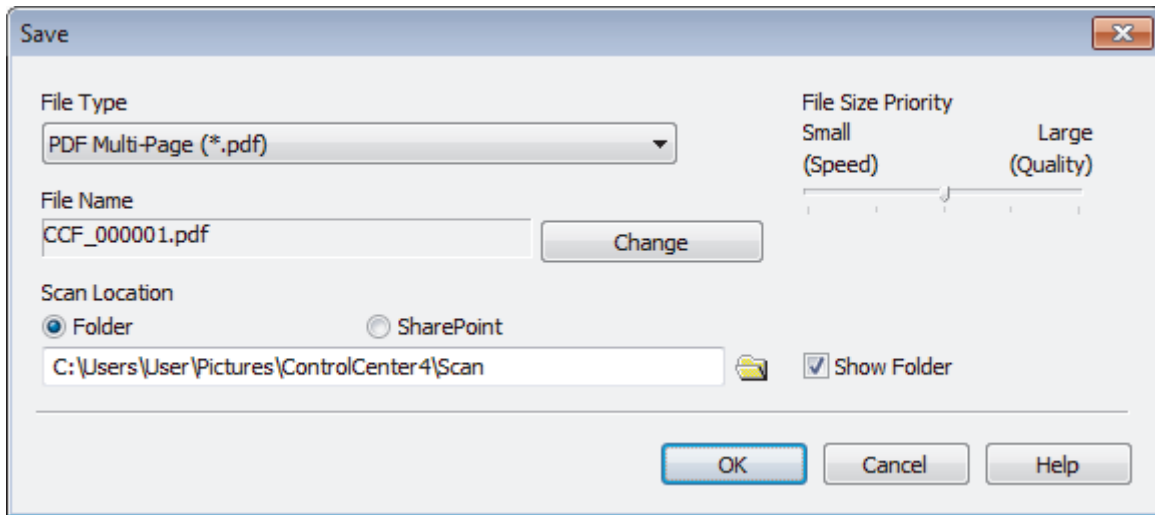 Save
File Type
PDF Multi-Page (*.pdf)
File Name
CCF_000001.pdf
Change
File Size Priority
Small Large
(Speed) (Quality)
Scan Location
Folder SharePoint
C:\Users\User\Pictures\ControlCenter4\Scan
Show Folder
OK Cancel Help